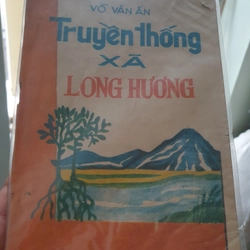 VÕ VĂN ẤN
Truyền thống
XÃ
LONG HƯƠNG